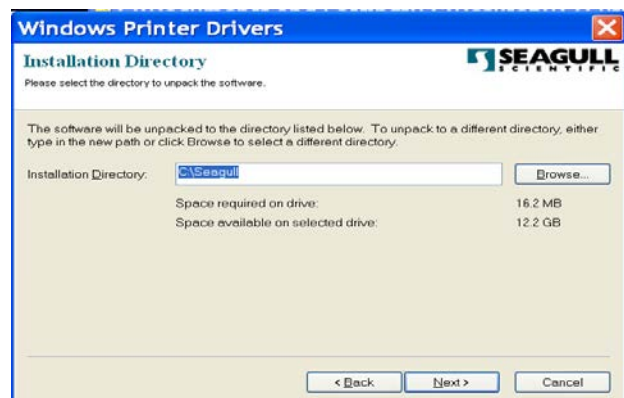 Windows Printer Drivers
Installation Directory
SEAGULL
SCIENTIFIC
Please select the directory to unpack the software.
The software will be unpacked to the directory listed below. To unpack to a different directory, either
type in the new path or click Browse to select a different directory.
Installation Directory:
C:\Seagull
Browse...
Space required on drive:
16.2 MB
Space available on selected drive:
12.2 GB
< Back
Next >
Cancel